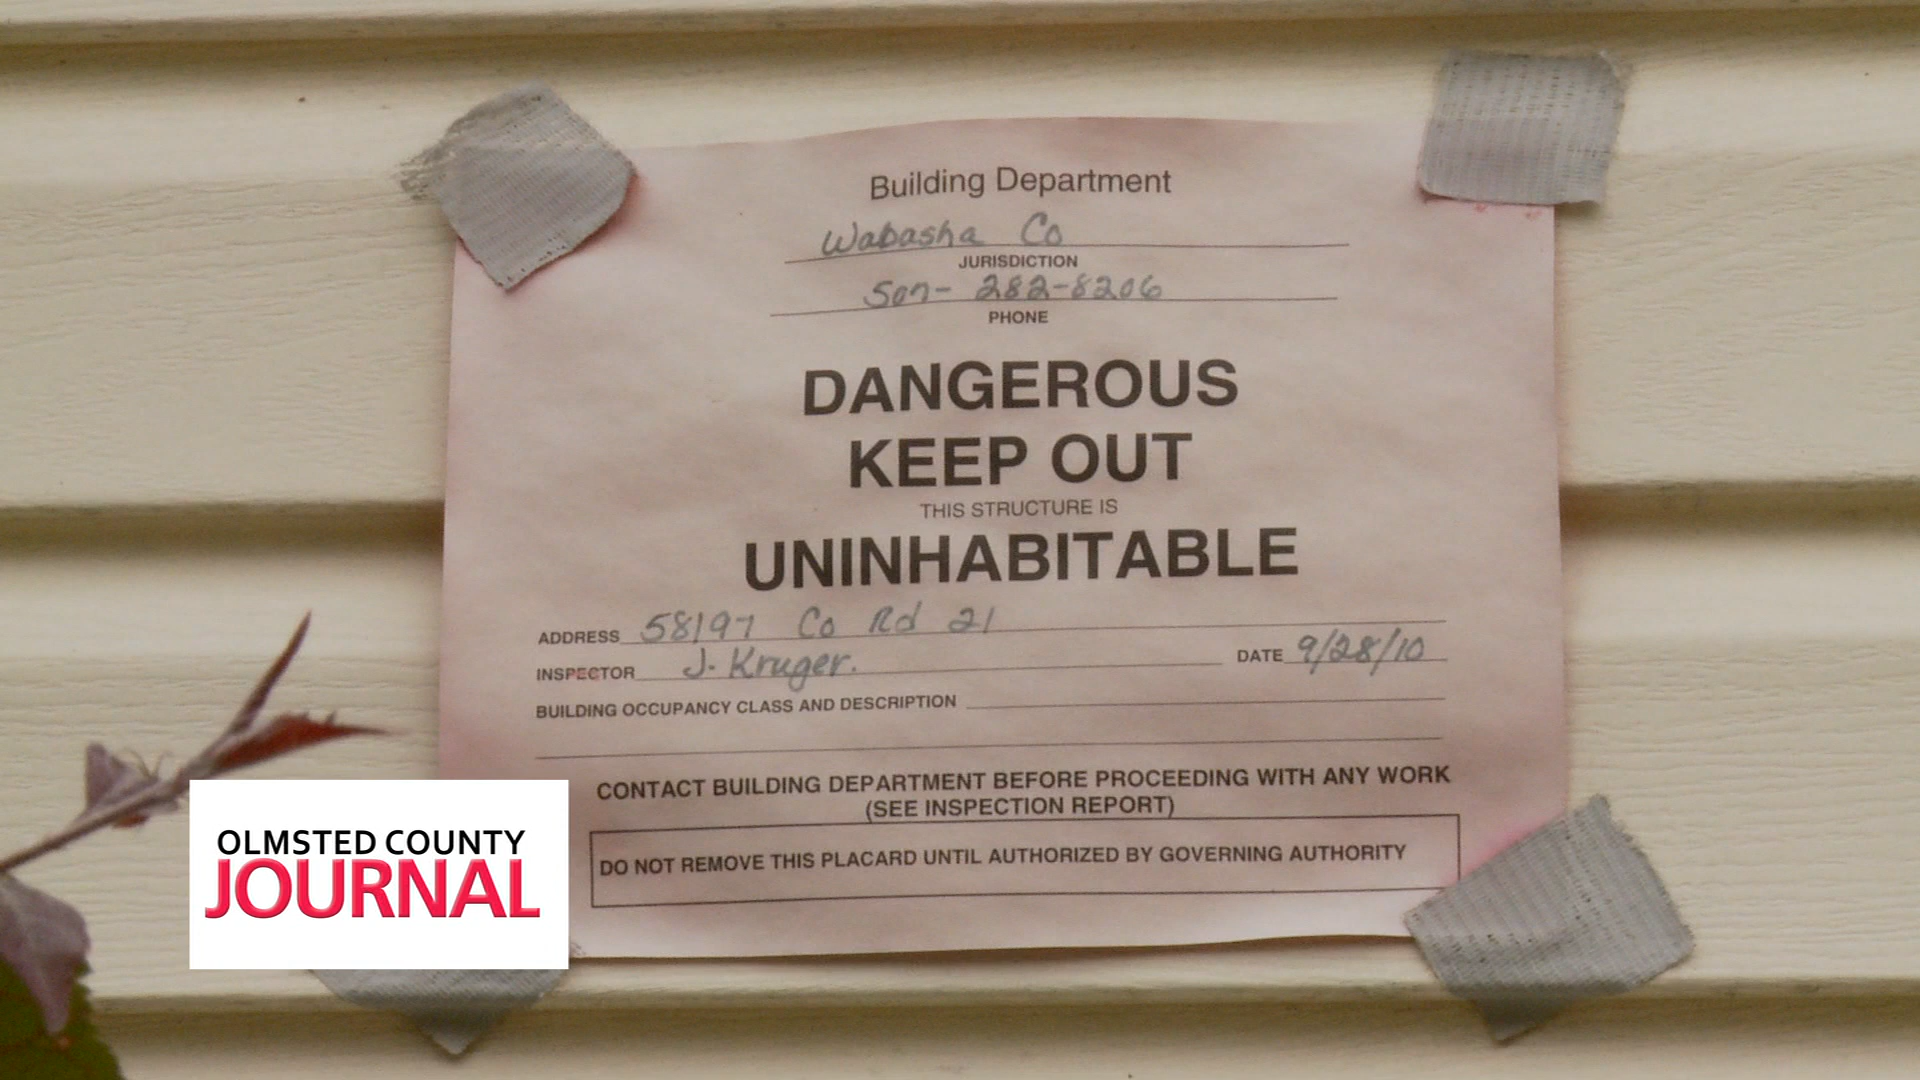 Building Department
Wabasha Co
JURISDICTION
507- 282-8206
PHONE
DANGEROUS
KEEP OUT
THIS STRUCTURE IS
UNINHABITABLE
ADDRESS 58197 Co Rd 21
INSPECTOR J. Kruger. DATE 9/28/10
BUILDING OCCUPANCY CLASS AND DESCRIPTION
CONTACT BUILDING DEPARTMENT BEFORE PROCEEDING WITH ANY WORK
(SEE INSPECTION REPORT)
DO NOT REMOVE THIS PLACARD UNTIL AUTHORIZED BY GOVERNING AUTHORITY
OLMSTED COUNTY
JOURNAL